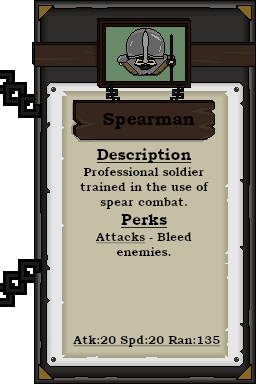 Spearman
Description
Professional soldier
trained in the use of
spear combat.
Perks
Attacks - Bleed
enemies.
Atk:20 Spd:20 Ran:135